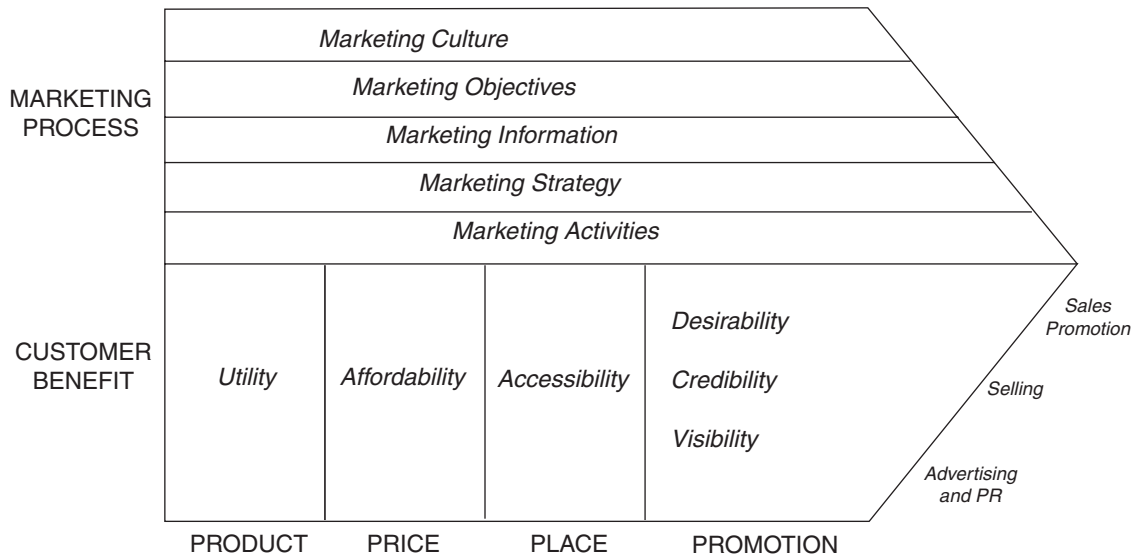 Marketing Culture
Marketing Objectives
MARKETING
PROCESS
Marketing Information
Marketing Strategy
Marketing Activities
CUSTOMER
BENEFIT
Utility
Affordability
Accessibility
Desirability
Credibility
Visibility
Sales
Promotion
Selling
Advertising
and PR
PRODUCT
PRICE
PLACE
PROMOTION